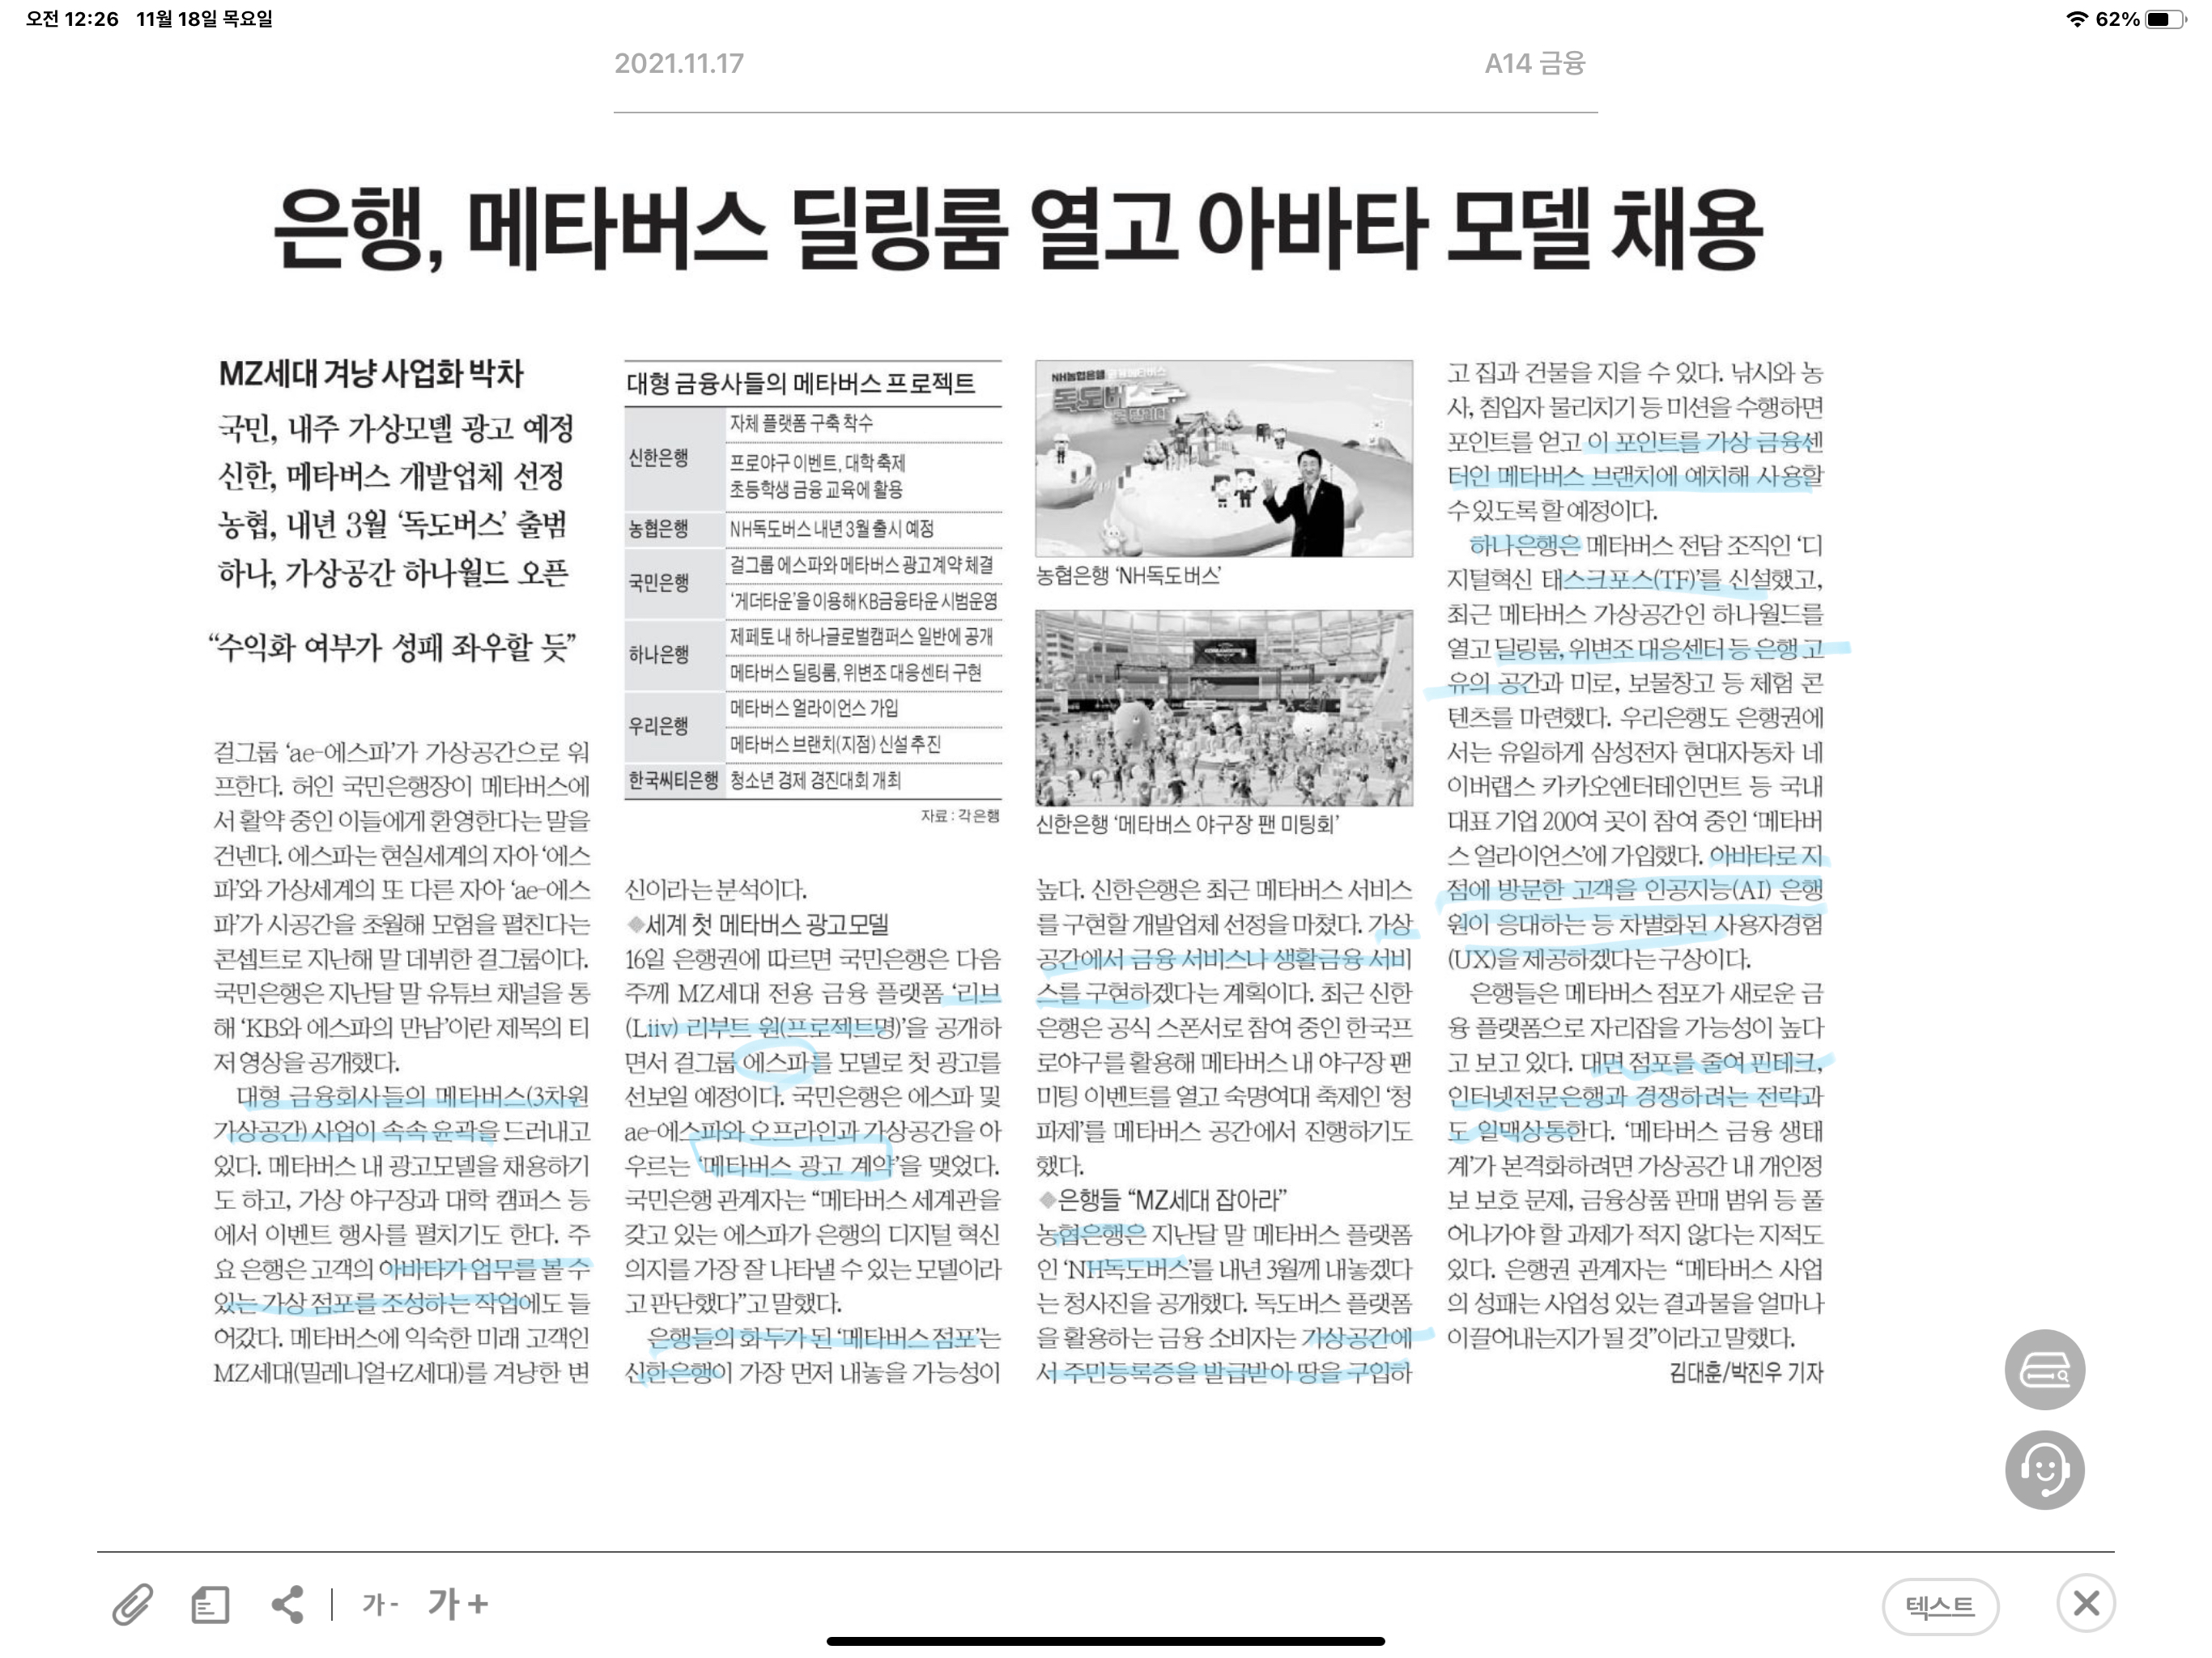 오전 12:26 11월 18일 목요일
62%
2021.11.17
A14 금융
은행, 메타버스 딜링룸 열고 아바타 모델 채용
MZ세대 겨냥 사업화 박차
국민, 내주 가상모델 광고 예정
신한, 메타버스 개발업체 선정
농협, 내년 3월 ‘독도버스’ 출범
하나, 가상공간 하나월드 오픈
“수익화 여부가 성패 좌우할 듯”
걸그룹 ‘ae-에스파’가 가상공간으로 워
프한다. 허인 국민은행장이 메타버스에
서 활약 중인 이들에게 환영한다는 말을
건넨다. 에스파는 현실세계의 자아 ‘에스
파’와 가상세계의 또 다른 자아 ‘ae-에스
파’가 시공간을 초월해 모험을 펼친다는
콘셉트로 지난해 말 데뷔한 걸그룹이다.
국민은행은 지난달 말 유튜브 채널을 통
해 ‘KB와 에스파의 만남’이란 제목의 티
저 영상을 공개했다.
대형 금융회사들의 메타버스(3차원
가상공간) 사업이 속속 윤곽을 드러내고
있다. 메타버스 내 광고모델을 채용하기
도 하고, 가상 야구장과 대학 캠퍼스 등
에서 이벤트 행사를 펼치기도 한다. 주
요 은행은 고객의 아바타가 업무를 볼 수
있는 가상 점포를 조성하는 작업에도 들
어갔다. 메타버스에 익숙한 미래 고객인
MZ세대(밀레니얼+Z세대)를 겨냥한 변
대형 금융사들의 메타버스 프로젝트
신한은행
자체 플랫폼 구축 착수
프로야구 이벤트, 대학 축제
초등학생 금융 교육에 활용
농협은행 NH독도버스 내년 3월 출시 예정
국민은행
걸그룹 에스파와 메타버스 광고계약 체결
‘게더타운’을 이용해 KB금융타운 시범운영
하나은행
제페토 내 하나글로벌캠퍼스 일반에 공개
메타버스 딜링룸, 위변조 대응센터 구현
우리은행
메타버스 얼라이언스 가입
메타버스 브랜치(지점) 신설 추진
한국씨티은행 청소년 경제 경진대회 개최
자료 : 각 은행
신이라는 분석이다.
◆세계 첫 메타버스 광고모델
16일 은행권에 따르면 국민은행은 다음
주께 MZ세대 전용 금융 플랫폼 ‘리브
(Liiv) 리부트 원(프로젝트명)’을 공개하
면서 걸그룹 에스파를 모델로 첫 광고를
선보일 예정이다. 국민은행은 에스파 및
ae-에스파와 오프라인과 가상공간을 아
우르는 ‘메타버스 광고 계약’을 맺었다.
국민은행 관계자는 “메타버스 세계관을
갖고 있는 에스파가 은행의 디지털 혁신
의지를 가장 잘 나타낼 수 있는 모델이라
고 판단했다”고 말했다.
은행들의 화두가 된 ‘메타버스 점포’는
신한은행이 가장 먼저 내놓을 가능성이
NH농협은행
독도버스
농협은행 ‘NH독도버스’
신한은행 ‘메타버스 야구장 팬 미팅회’
높다. 신한은행은 최근 메타버스 서비스
를 구현할 개발업체 선정을 마쳤다. 가상
공간에서 금융 서비스나 생활금융 서비
스를 구현하겠다는 계획이다. 최근 신한
은행은 공식 스폰서로 참여 중인 한국프
로야구를 활용해 메타버스 내 야구장 팬
미팅 이벤트를 열고 숙명여대 축제인 ‘청
파제’를 메타버스 공간에서 진행하기도
했다.
◆은행들 “MZ세대 잡아라”
농협은행은 지난달 말 메타버스 플랫폼
인 ‘NH독도버스’를 내년 3월께 내놓겠다
는 청사진을 공개했다. 독도버스 플랫폼
을 활용하는 금융 소비자는 가상공간에
서 주민등록증을 발급받아 땅을 구입하
고 집과 건물을 지을 수 있다. 낚시와 농
사, 침입자 물리치기 등 미션을 수행하면
포인트를 얻고 이 포인트를 가상 금융센
터인 메타버스 브랜치에 예치해 사용할
수 있도록 할 예정이다.
하나은행은 메타버스 전담 조직인 ‘디
지털혁신 태스크포스(TF)’를 신설했고,
최근 메타버스 가상공간인 하나월드를
열고 딜링룸, 위변조 대응센터 등 은행 고
유의 공간과 미로, 보물창고 등 체험 콘
텐츠를 마련했다. 우리은행도 은행권에
서는 유일하게 삼성전자 현대자동차 네
이버랩스 카카오엔터테인먼트 등 국내
대표 기업 200여 곳이 참여 중인 ‘메타버
스 얼라이언스’에 가입했다. 아바타로 지
점에 방문한 고객을 인공지능(AI) 은행
원이 응대하는 등 차별화된 사용자경험
(UX)을 제공하겠다는 구상이다.
은행들은 메타버스 점포가 새로운 금
융 플랫폼으로 자리잡을 가능성이 높다
고 보고 있다. 대면 점포를 줄여 핀테크,
인터넷전문은행과 경쟁하려는 전략과
도 일맥상통한다. ‘메타버스 금융 생태
계’가 본격화하려면 가상공간 내 개인정
보 보호 문제, 금융상품 판매 범위 등 풀
어나가야 할 과제가 적지 않다는 지적도
있다. 은행권 관계자는 “메타버스 사업
의 성패는 사업성 있는 결과물을 얼마나
이끌어내는지가 될 것”이라고 말했다.
김대훈/박진우 기자
가- 가+
텍스트